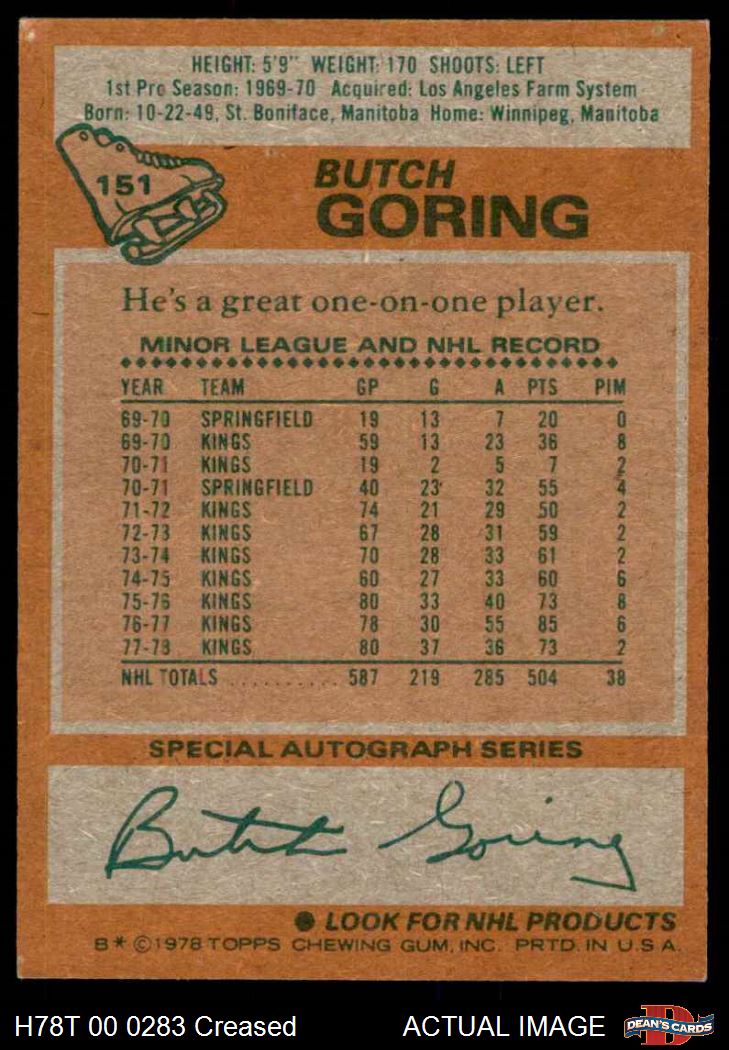 HEIGHT: 5'9" WEIGHT: 170 SHOOTS: LEFT
1st Pro Season: 1969-70 Acquired: Los Angeles Farm System
Born: 10-22-49, St. Boniface, Manitoba Home: Winnipeg, Manitoba
151
BUTCH
GORING
He's a great one-on-one player.
MINOR LEAGUE AND NHL RECORD
YEAR TEAM GP G A PTS PIM
69-70 SPRINGFIELD 19 13 7 20 0
69-70 KINGS 59 13 23 36 8
70-71 KINGS 19 2 5 7 2
70-71 SPRINGFIELD 40 23 32 55 4
71-72 KINGS 74 21 29 50 2
72-73 KINGS 67 28 31 59 2
73-74 KINGS 70 28 33 61 2
74-75 KINGS 60 27 33 60 6
75-76 KINGS 80 33 40 73 8
76-77 KINGS 78 30 55 85 6
77-78 KINGS 80 37 36 73 2
NHL TOTALS .......... 587 219 285 504 38
SPECIAL AUTOGRAPH SERIES
Butch Goring
● LOOK FOR NHL PRODUCTS
B* ©1978 TOPPS CHEWING GUM, INC. PRTD. IN U.S.A.
H78T 00 0283 Creased ACTUAL IMAGE DEAN'S CARDS